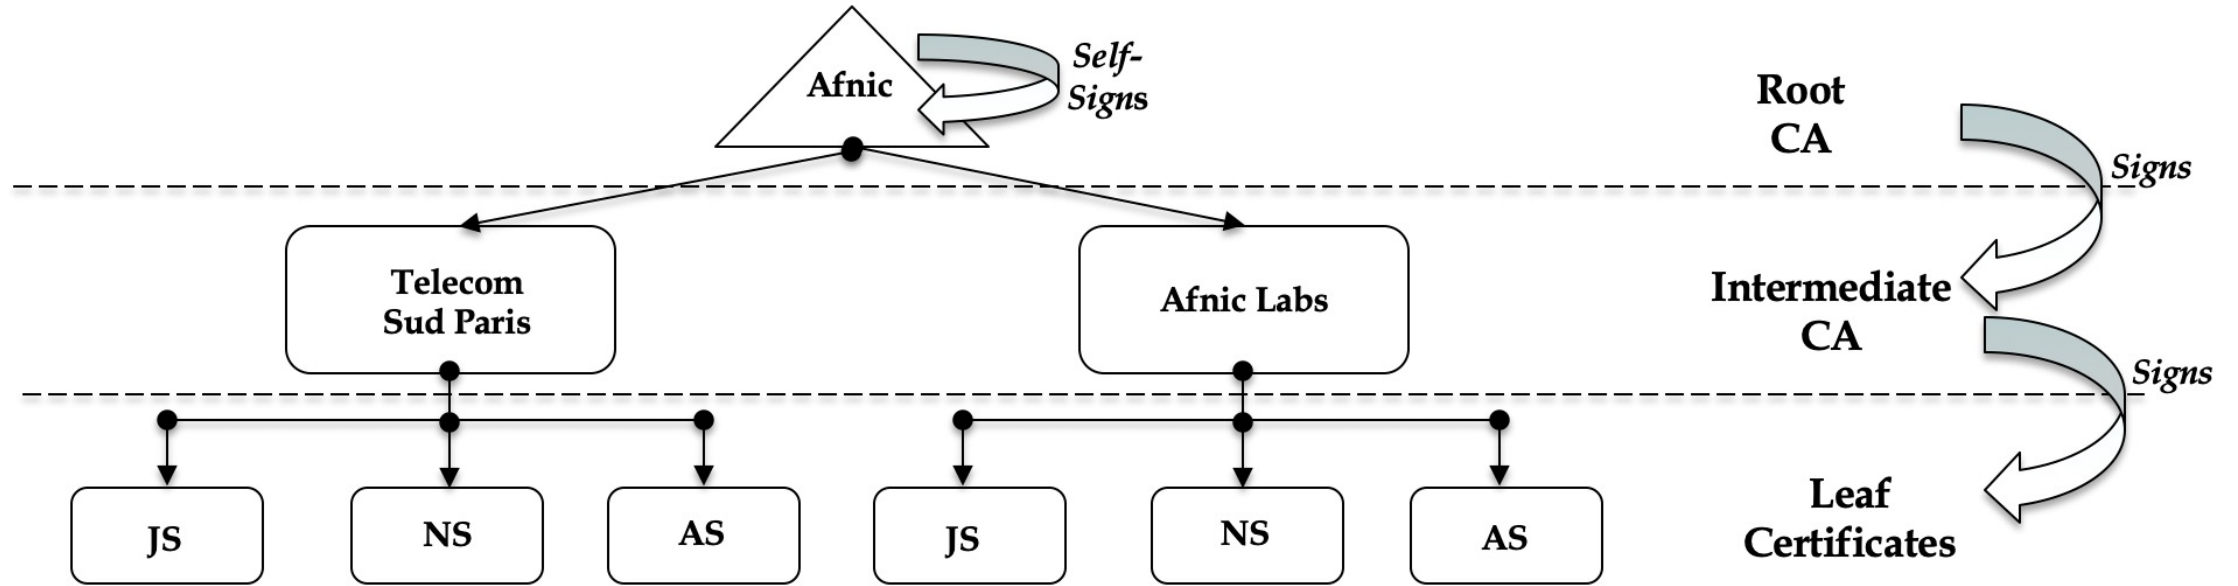 Afnic
Self-
Signs
Root
CA
Signs
Telecom
Sud Paris
Afnic Labs
Intermediate
CA
Signs
JS
NS
AS
JS
NS
AS
Leaf
Certificates